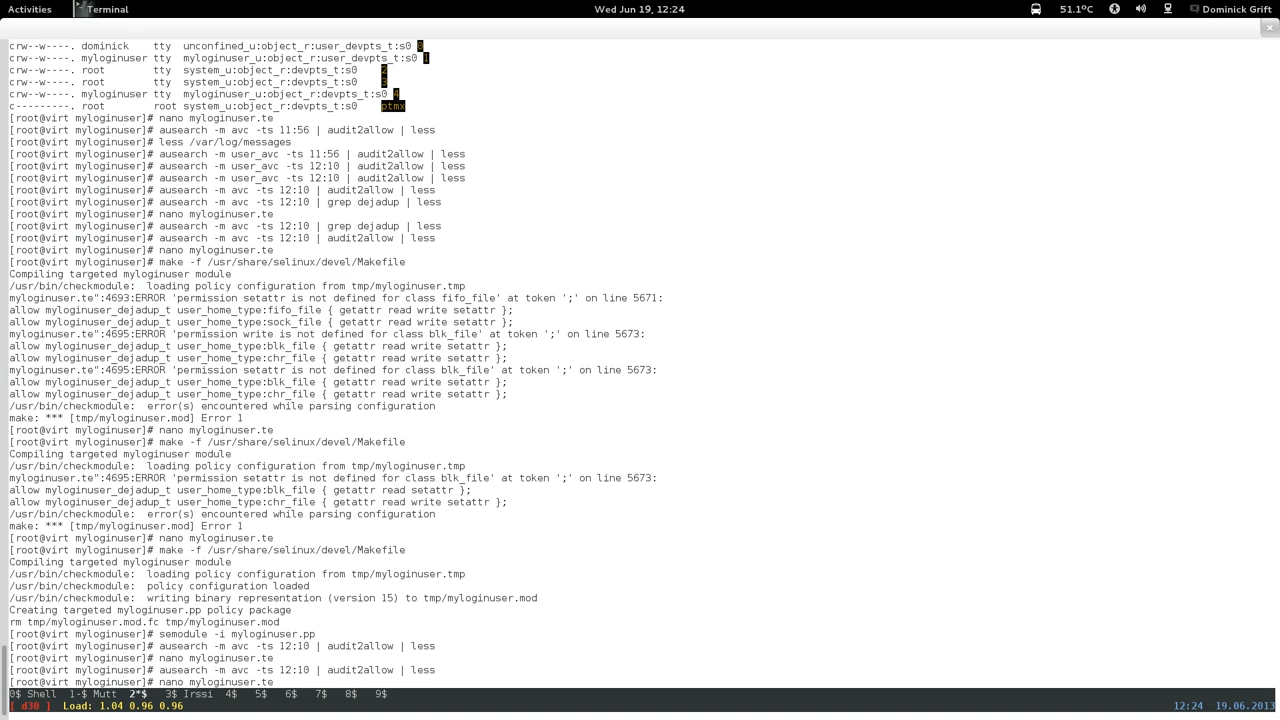 Activities Terminal Wed Jun 19, 12:24 51.1°C Dominick Grift
crw--w----. dominick tty unconfined_u:object_r:user_devpts_t:s0 0
crw--w----. myloginuser tty myloginuser_u:object_r:user_devpts_t:s0 1
crw--w----. root tty system_u:object_r:devpts_t:s0 2
crw--w----. root tty system_u:object_r:devpts_t:s0 3
crw--w----. myloginuser tty myloginuser_u:object_r:devpts_t:s0 4
c---------. root root system_u:object_r:devpts_t:s0 ptmx
[root@virt myloginuser]# nano myloginuser.te
[root@virt myloginuser]# ausearch -m avc -ts 11:56 | audit2allow | less
[root@virt myloginuser]# less /var/log/messages
[root@virt myloginuser]# ausearch -m user_avc -ts 11:56 | audit2allow | less
[root@virt myloginuser]# ausearch -m user_avc -ts 12:10 | audit2allow | less
[root@virt myloginuser]# ausearch -m user_avc -ts 12:10 | audit2allow | less
[root@virt myloginuser]# ausearch -m avc -ts 12:10 | audit2allow | less
[root@virt myloginuser]# ausearch -m avc -ts 12:10 | grep dejadup | less
[root@virt myloginuser]# nano myloginuser.te
[root@virt myloginuser]# ausearch -m avc -ts 12:10 | grep dejadup | less
[root@virt myloginuser]# ausearch -m avc -ts 12:10 | audit2allow | less
[root@virt myloginuser]# nano myloginuser.te
[root@virt myloginuser]# make -f /usr/share/selinux/devel/Makefile
Compiling targeted myloginuser module
/usr/bin/checkmodule:  loading policy configuration from tmp/myloginuser.tmp
myloginuser.te":4693:ERROR 'permission setattr is not defined for class fifo_file' at token ';' on line 5671:
allow myloginuser_dejadup_t user_home_type:fifo_file { getattr read write setattr };
allow myloginuser_dejadup_t user_home_type:sock_file { getattr read write setattr };
myloginuser.te":4695:ERROR 'permission write is not defined for class blk_file' at token ';' on line 5673:
allow myloginuser_dejadup_t user_home_type:blk_file { getattr read write setattr };
allow myloginuser_dejadup_t user_home_type:chr_file { getattr read write setattr };
myloginuser.te":4695:ERROR 'permission setattr is not defined for class blk_file' at token ';' on line 5673:
allow myloginuser_dejadup_t user_home_type:blk_file { getattr read write setattr };
allow myloginuser_dejadup_t user_home_type:chr_file { getattr read write setattr };
/usr/bin/checkmodule:  error(s) encountered while parsing configuration
make: *** [tmp/myloginuser.mod] Error 1
[root@virt myloginuser]# nano myloginuser.te
[root@virt myloginuser]# make -f /usr/share/selinux/devel/Makefile
Compiling targeted myloginuser module
/usr/bin/checkmodule:  loading policy configuration from tmp/myloginuser.tmp
myloginuser.te":4695:ERROR 'permission setattr is not defined for class blk_file' at token ';' on line 5673:
allow myloginuser_dejadup_t user_home_type:blk_file { getattr read setattr };
allow myloginuser_dejadup_t user_home_type:chr_file { getattr read write setattr };
/usr/bin/checkmodule:  error(s) encountered while parsing configuration
make: *** [tmp/myloginuser.mod] Error 1
[root@virt myloginuser]# nano myloginuser.te
[root@virt myloginuser]# make -f /usr/share/selinux/devel/Makefile
Compiling targeted myloginuser module
/usr/bin/checkmodule:  loading policy configuration from tmp/myloginuser.tmp
/usr/bin/checkmodule:  policy configuration loaded
/usr/bin/checkmodule:  writing binary representation (version 15) to tmp/myloginuser.mod
Creating targeted myloginuser.pp policy package
rm tmp/myloginuser.mod.fc tmp/myloginuser.mod
[root@virt myloginuser]# semodule -i myloginuser.pp
[root@virt myloginuser]# ausearch -m avc -ts 12:10 | audit2allow | less
[root@virt myloginuser]# nano myloginuser.te
[root@virt myloginuser]# ausearch -m avc -ts 12:10 | audit2allow | less
[root@virt myloginuser]# nano myloginuser.te
0$ Shell 1-$ Mutt 2*$ 3$ Irssi 4$ 5$ 6$ 7$ 8$ 9$
[ d30 ] Load: 1.04 0.96 0.96 12:24 19.06.2013